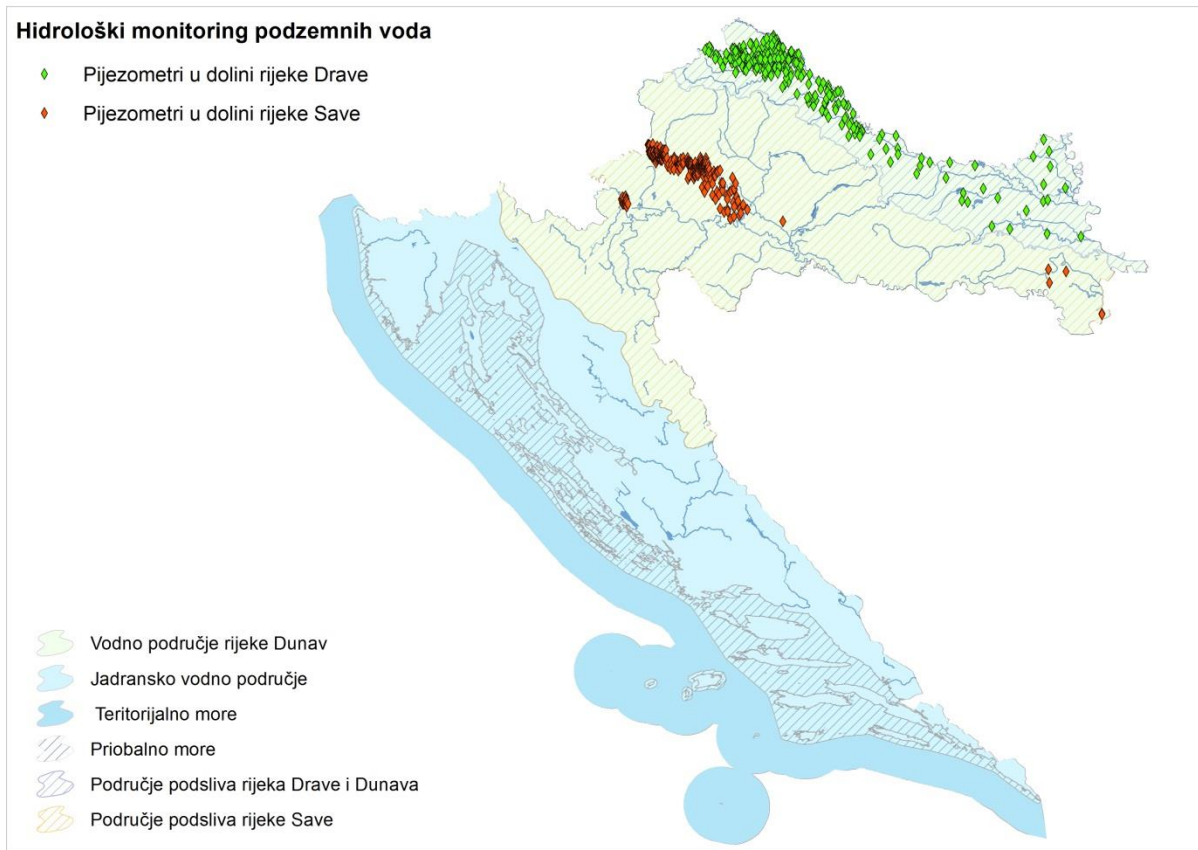 Hidrološki monitoring podzemnih voda
Pijezometri u dolini rijeke Drave
Pijezometri u dolini rijeke Save
Vodno područje rijeke Dunav
Jadransko vodno područje
Teritorijalno more
Priobalno more
Područje podsliva rijeka Drave i Dunava
Područje podsliva rijeke Save